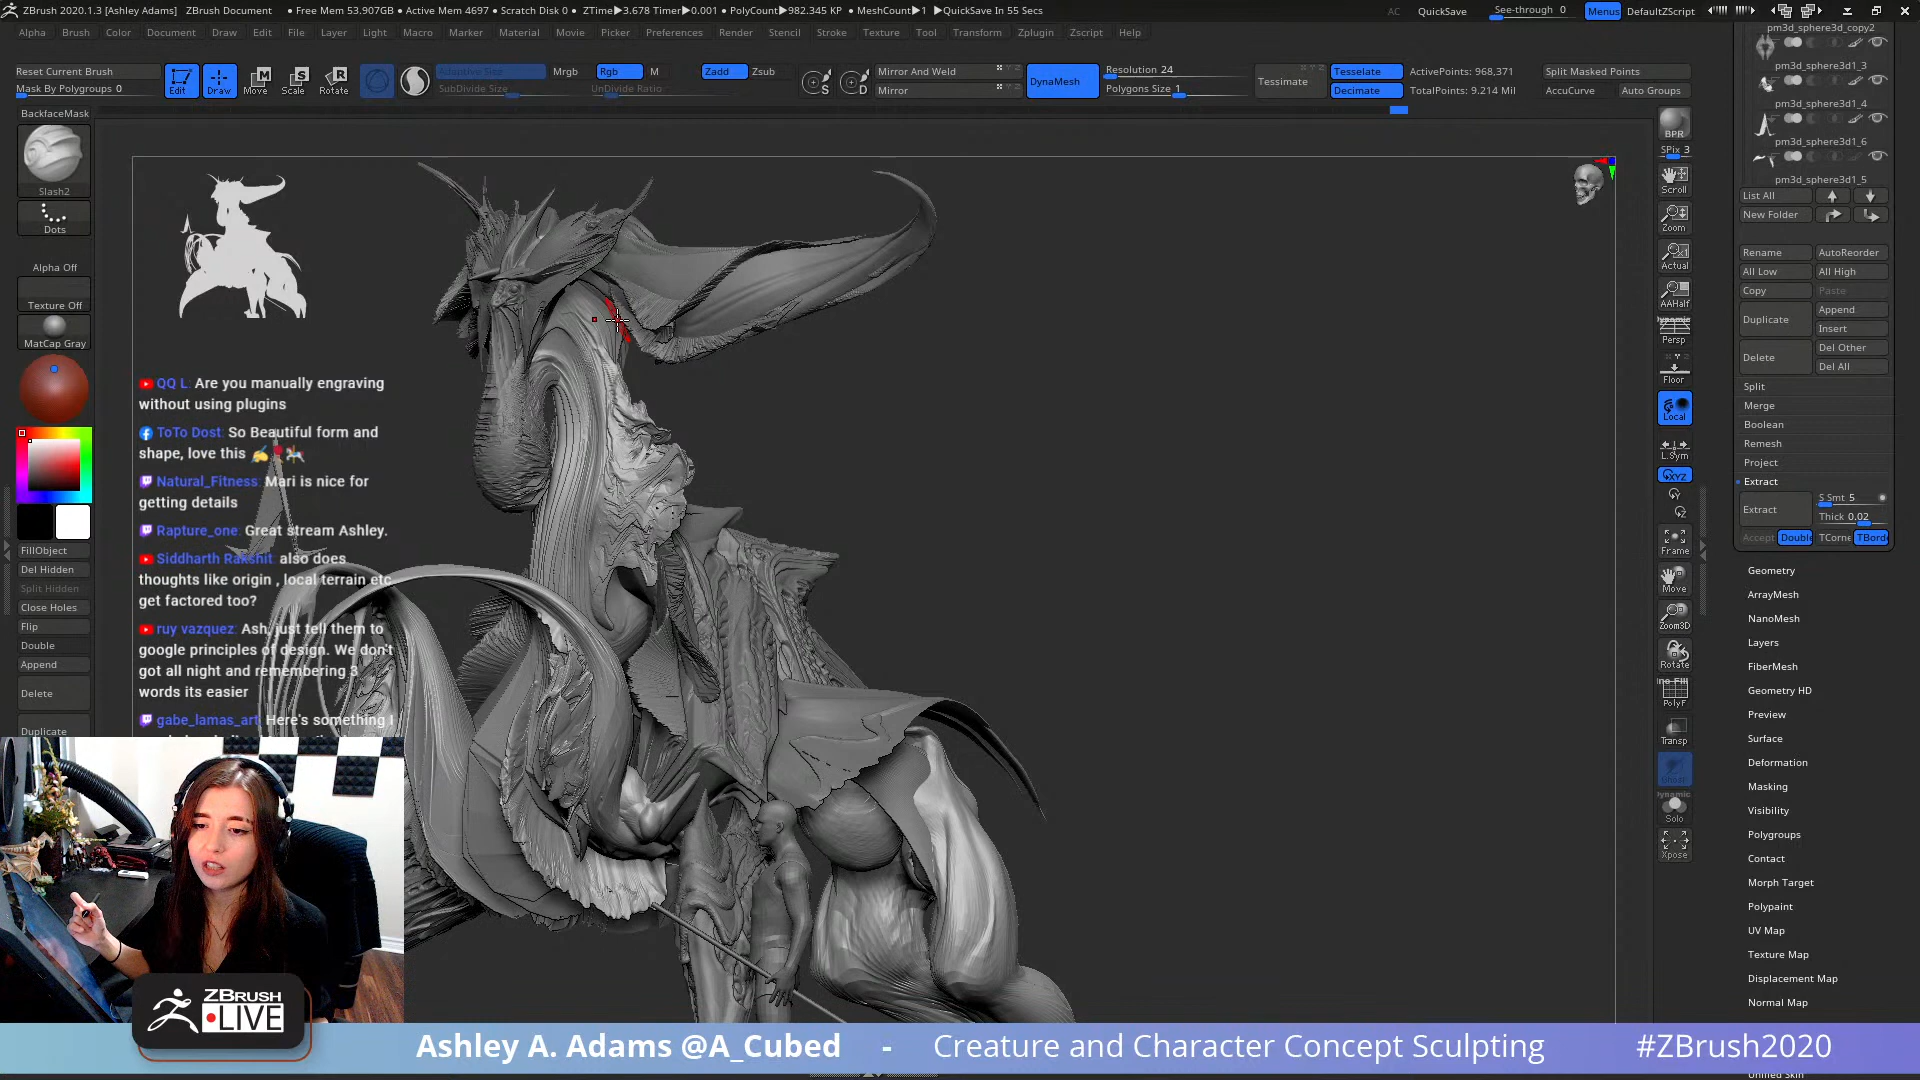 ZBrush 2020.1.3 [Ashley Adams]
ZBrush Document
• Free Mem 53.907GB • Active Mem 4697 • Scratch Disk 0 • ZTime▶3.678 Timer▶0.001 • PolyCount▶982.345 KP • MeshCount▶1 ▶QuickSave In 55 Secs
AC
QuickSave
See-through 0
Menus
DefaultZScript
Alpha Brush Color Document Draw Edit File Layer Light Macro Marker Material Movie Picker Preferences Render Stencil Stroke Texture Tool Transform Zplugin Zscript Help
Reset Current Brush
Mask By Polygroups 0
Edit
Draw
Move
Scale
Rotate
Adaptive Size
SubDivide Size
Mrgb
Rgb
M
UnDivide Ratio
Zadd
Zsub
Mirror And Weld
Mirror
DynaMesh
Resolution 24
Polygons Size 1
Tessimate
Tesselate
Decimate
ActivePoints: 968,371
TotalPoints: 9.214 Mil
Split Masked Points
AccuCurve
Auto Groups
BackfaceMask
Slash2
Dots
Alpha Off
Texture Off
MatCap Gray
FillObject
Del Hidden
Split Hidden
Close Holes
Flip
Double
Append
Delete
Duplicate
QQ L: Are you manually engraving
without using plugins
ToTo Dost: So Beautiful form and
shape, love this ✍️🌹🎠
Natural_Fitness: Mari is nice for
getting details
Rapture_one: Great stream Ashley.
Siddharth Rakshit: also does
thoughts like origin , local terrain etc
get factored too?
ruy vazquez: Ash, just tell them to
google principles of design. We don't
got all night and remembering 3
words its easier
gabe_lamas_art: Here's something I
BPR
SPix 3
Scroll
Zoom
Actual
AAHalf
Dynamic
Persp
Floor
Local
L.Sym
XYZ
Frame
Move
Zoom3D
Rotate
PolyF
Transp
Ghost
Dynamic
Solo
Xpose
pm3d_sphere3d_copy2
pm3d_sphere3d1_3
pm3d_sphere3d1_4
pm3d_sphere3d1_6
pm3d_sphere3d1_5
List All
New Folder
Rename
AutoReorder
All Low
All High
Copy
Paste
Duplicate
Append
Insert
Delete
Del Other
Del All
Split
Merge
Boolean
Remesh
Project
Extract
Extract
S Smt 5
Thick 0.02
Accept
Double
TCorne
TBorde
Geometry
ArrayMesh
NanoMesh
Layers
FiberMesh
Geometry HD
Preview
Surface
Deformation
Masking
Visibility
Polygroups
Contact
Morph Target
Polypaint
UV Map
Texture Map
Displacement Map
Normal Map
ZBRUSH
LIVE
Ashley A. Adams @A_Cubed - Creature and Character Concept Sculpting #ZBrush2020